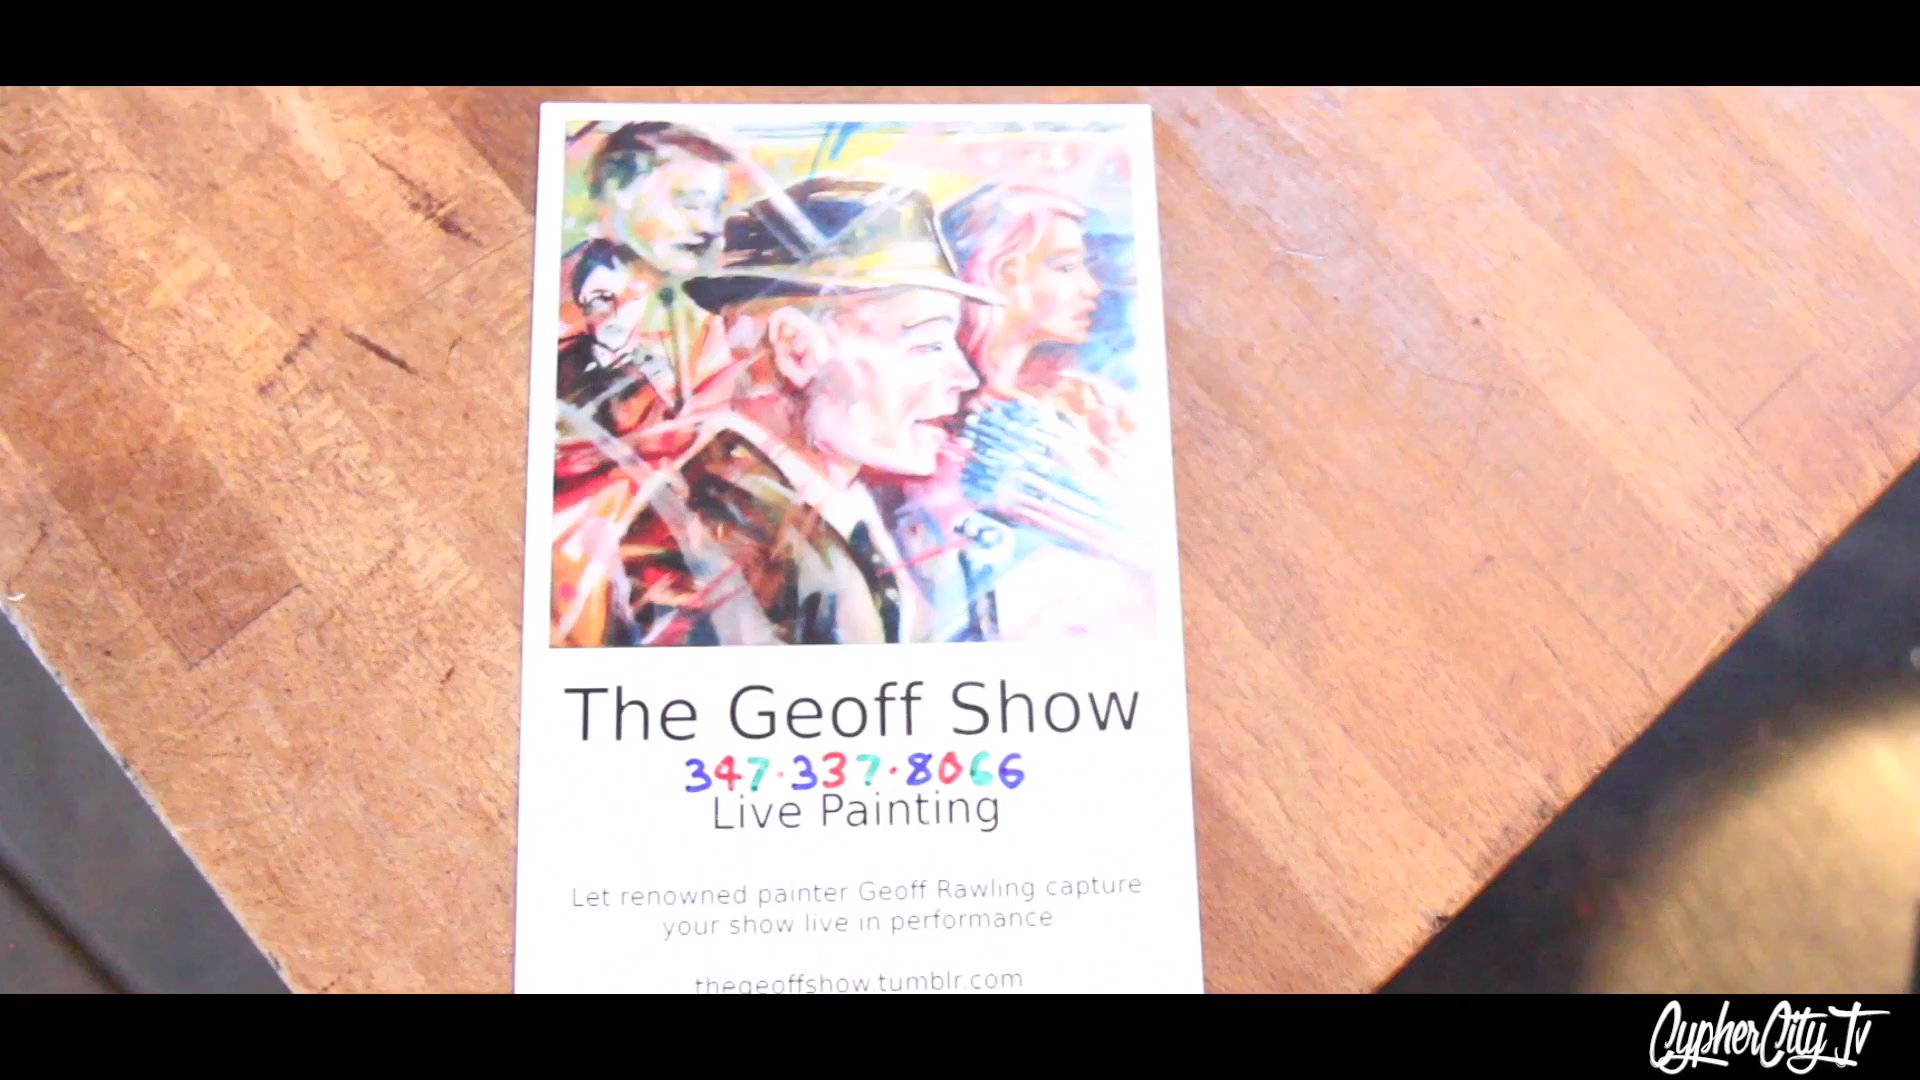 The Geoff Show
347·337·8066
Live Painting
Let renowned painter Geoff Rawling capture
your show live in performance
thegeoffshow.tumblr.com
CypherCity.Tv